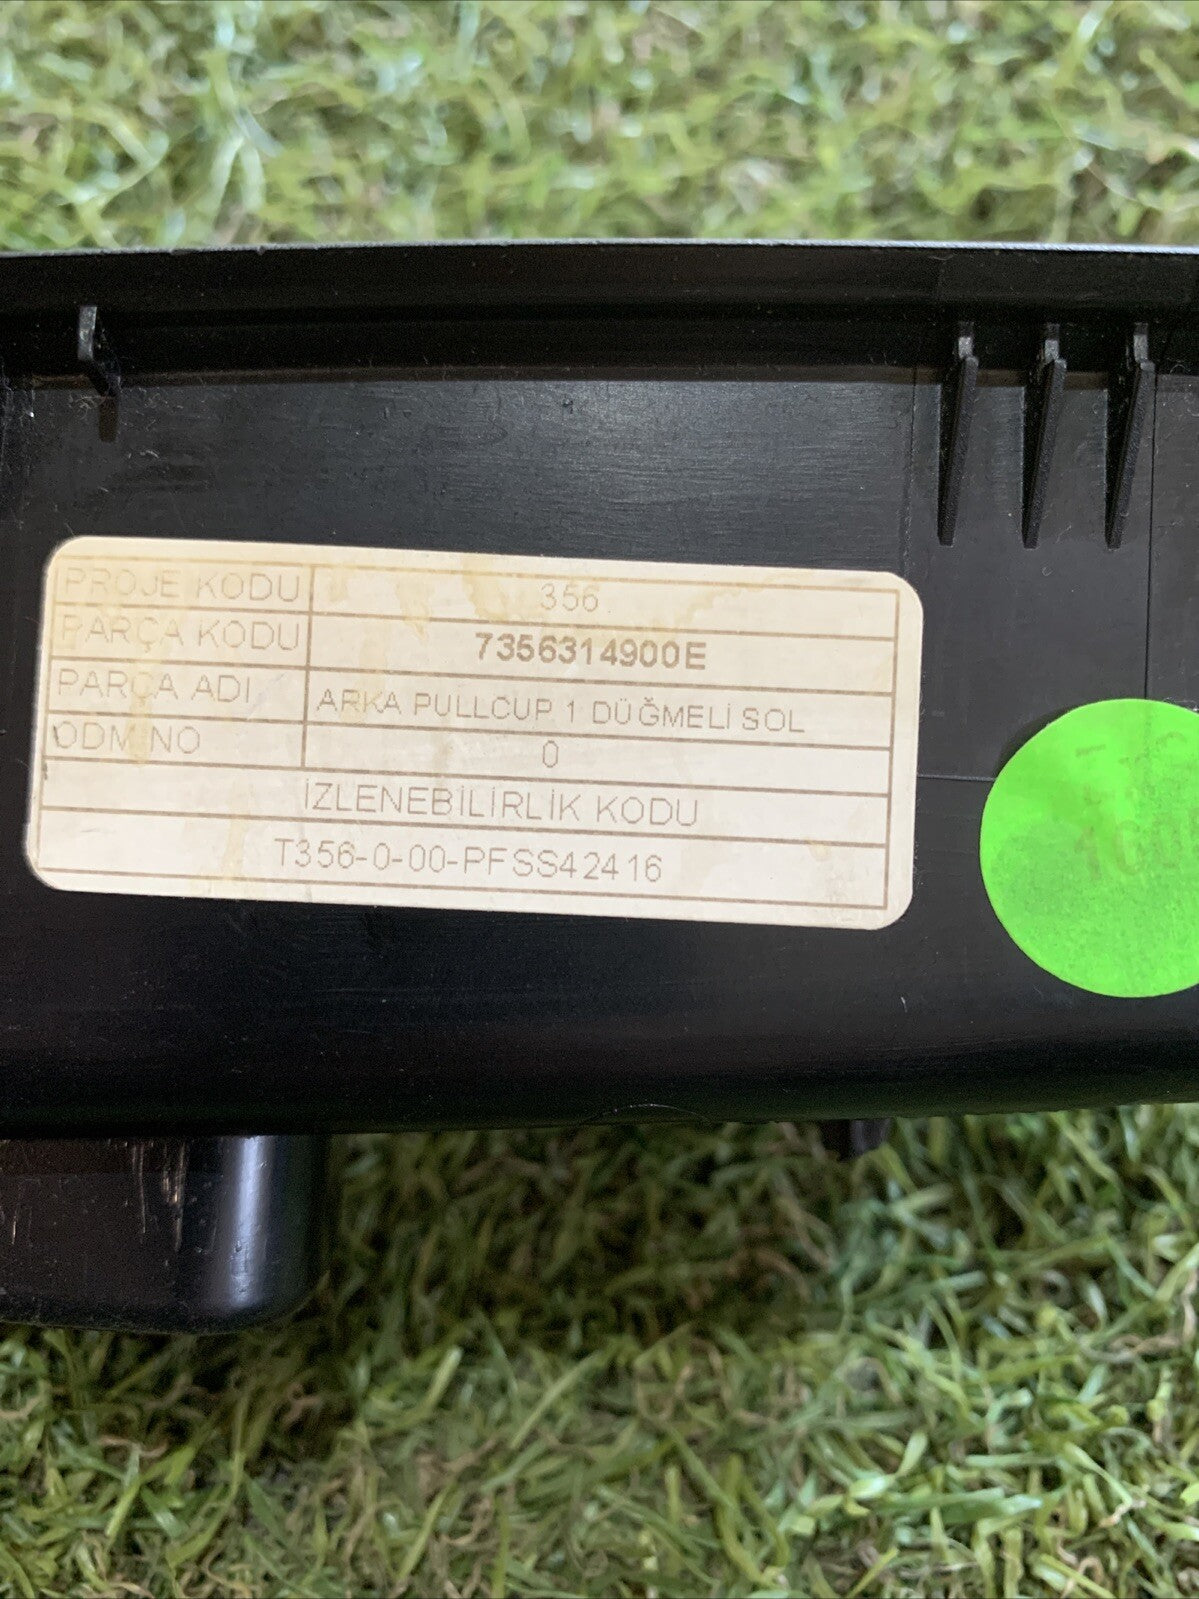 PROJE KODU 356
PARÇA KODU 7356314900E
PARÇA ADI ARKA PULLCUP 1 DÜĞMELİ SOL
ODM NO 0
İZLENEBİLİRLİK KODU
T356-0-00-PFSS42416